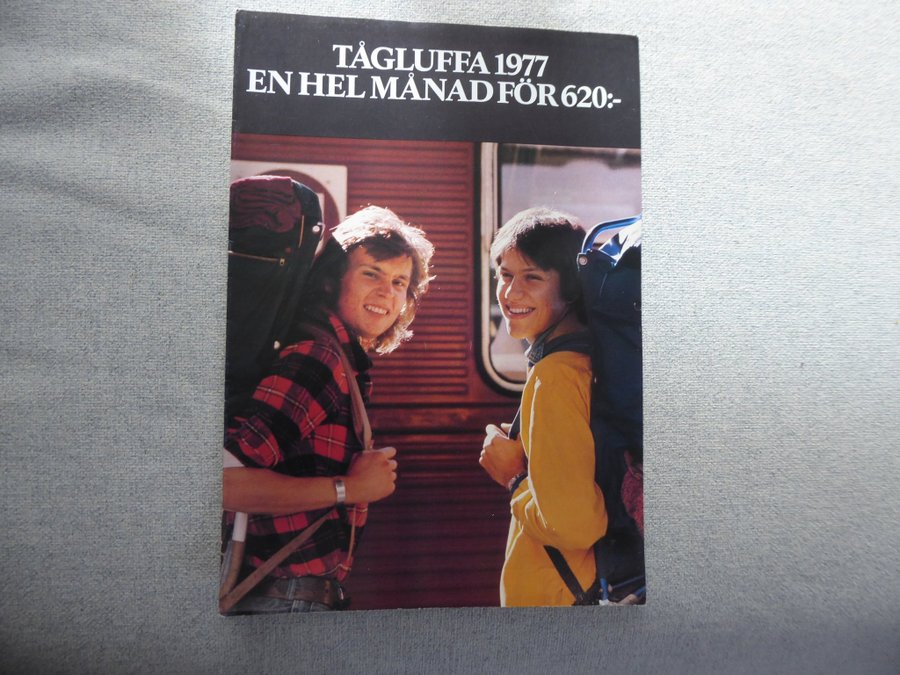 TÅGLUFFA 1977
EN HEL MÅNAD FÖR 620:-